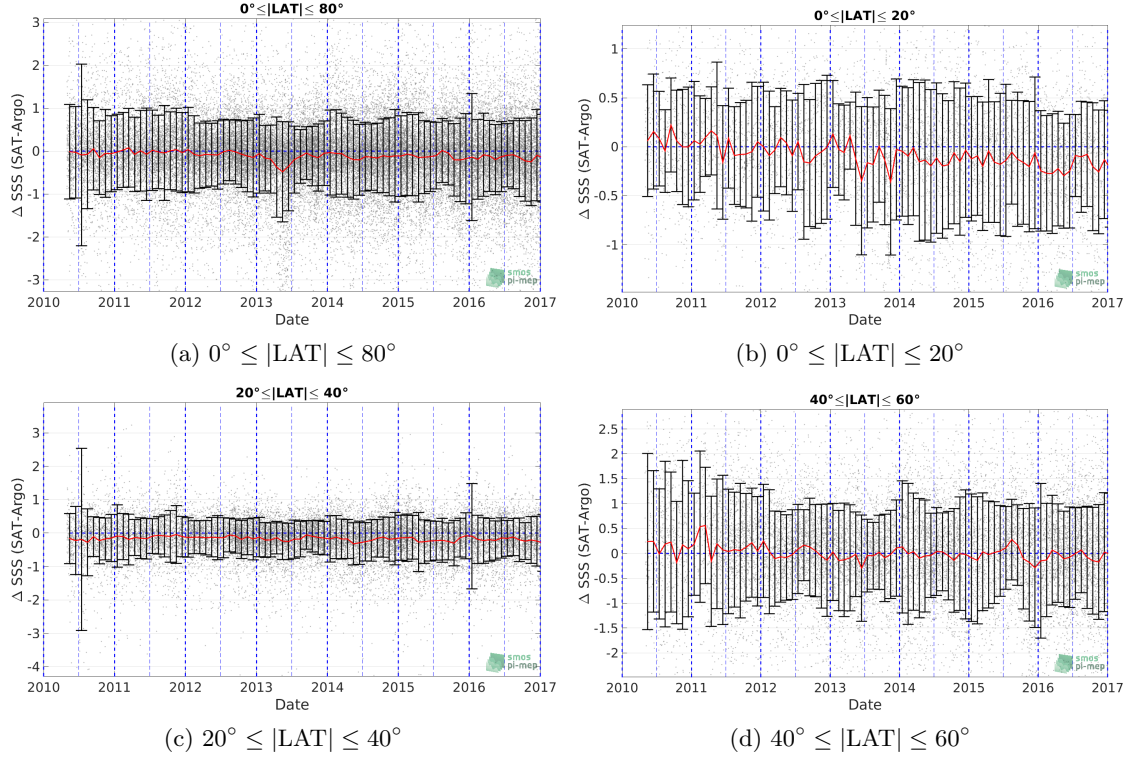 0°≤|LAT|≤ 80°
Δ SSS (SAT-Argo)
3
2
1
0
-1
-2
-3
2010 2011 2012 2013 2014 2015 2016 2017
Date
smos
pi-mep
(a) 0° ≤ |LAT| ≤ 80°
0°≤|LAT|≤ 20°
Δ SSS (SAT-Argo)
1
0.5
0
-0.5
-1
2010 2011 2012 2013 2014 2015 2016 2017
Date
smos
pi-mep
(b) 0° ≤ |LAT| ≤ 20°
20°≤|LAT|≤ 40°
Δ SSS (SAT-Argo)
3
2
1
0
-1
-2
-3
-4
2010 2011 2012 2013 2014 2015 2016 2017
Date
smos
pi-mep
(c) 20° ≤ |LAT| ≤ 40°
40°≤|LAT|≤ 60°
Δ SSS (SAT-Argo)
2.5
2
1.5
1
0.5
0
-0.5
-1
-1.5
-2
2010 2011 2012 2013 2014 2015 2016 2017
Date
smos
pi-mep
(d) 40° ≤ |LAT| ≤ 60°